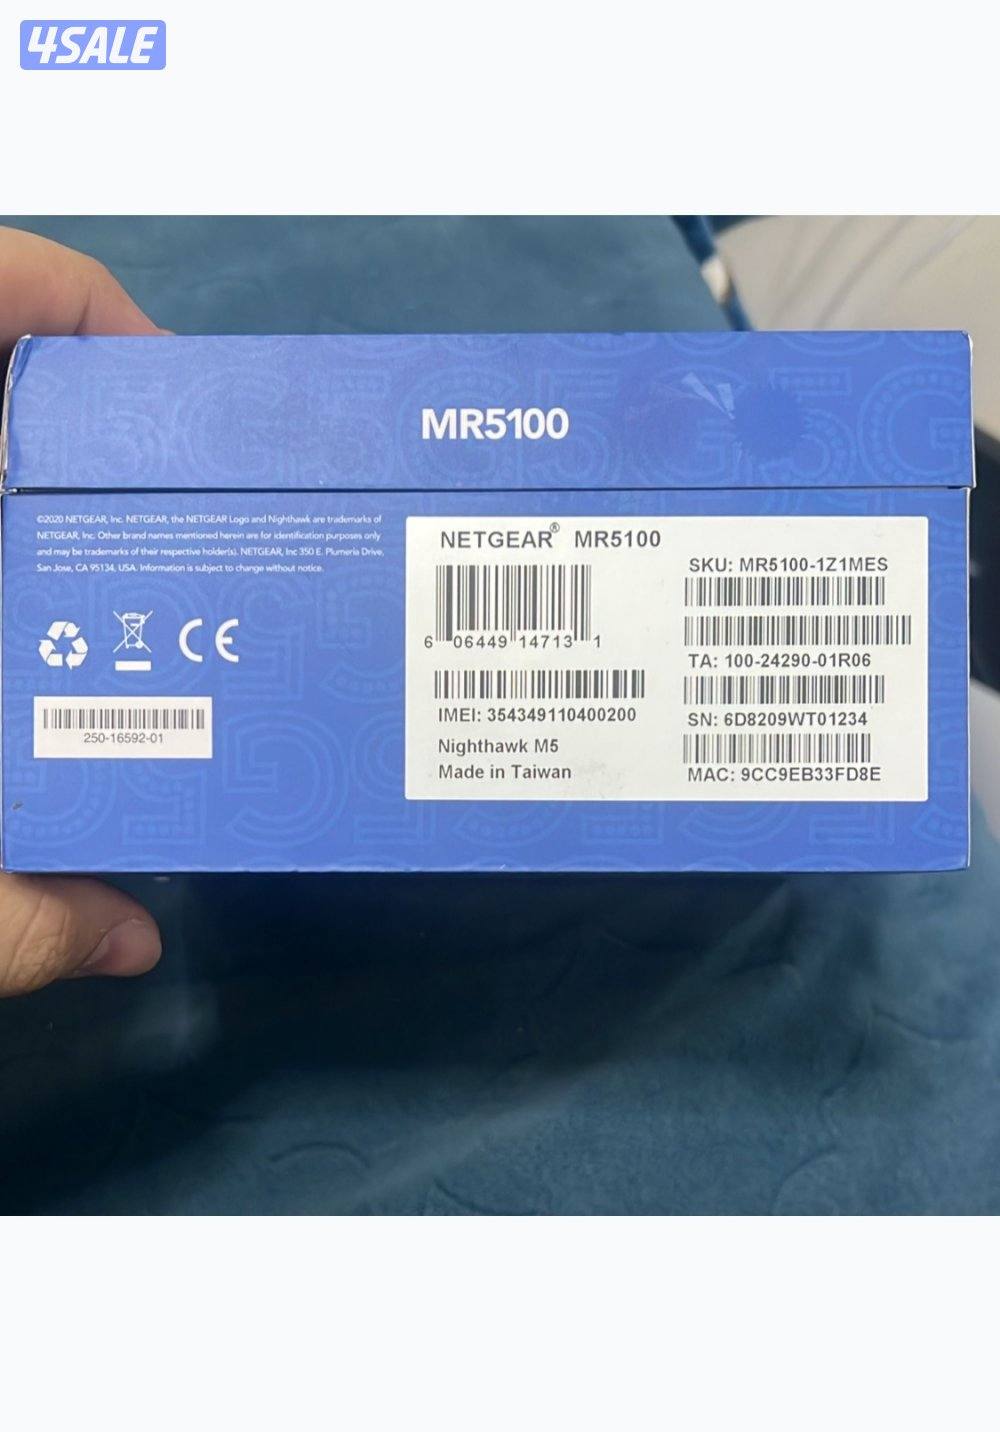 4SALE
MR5100
©2020 NETGEAR, Inc. NETGEAR, the NETGEAR Logo and Nighthawk are trademarks of
NETGEAR, Inc. Other brand names mentioned herein are for identification purposes only
and may be trademarks of their respective holder(s). NETGEAR, Inc 350 E. Plumeria Drive,
San Jose, CA 95134, USA. Information is subject to change without notice.
CE
250-16592-01
NETGEAR® MR5100
6 06449 14713 1
IMEI: 354349110400200
Nighthawk M5
Made in Taiwan
SKU: MR5100-1Z1MES
TA: 100-24290-01R06
SN: 6D8209WT01234
MAC: 9CC9EB33FD8E